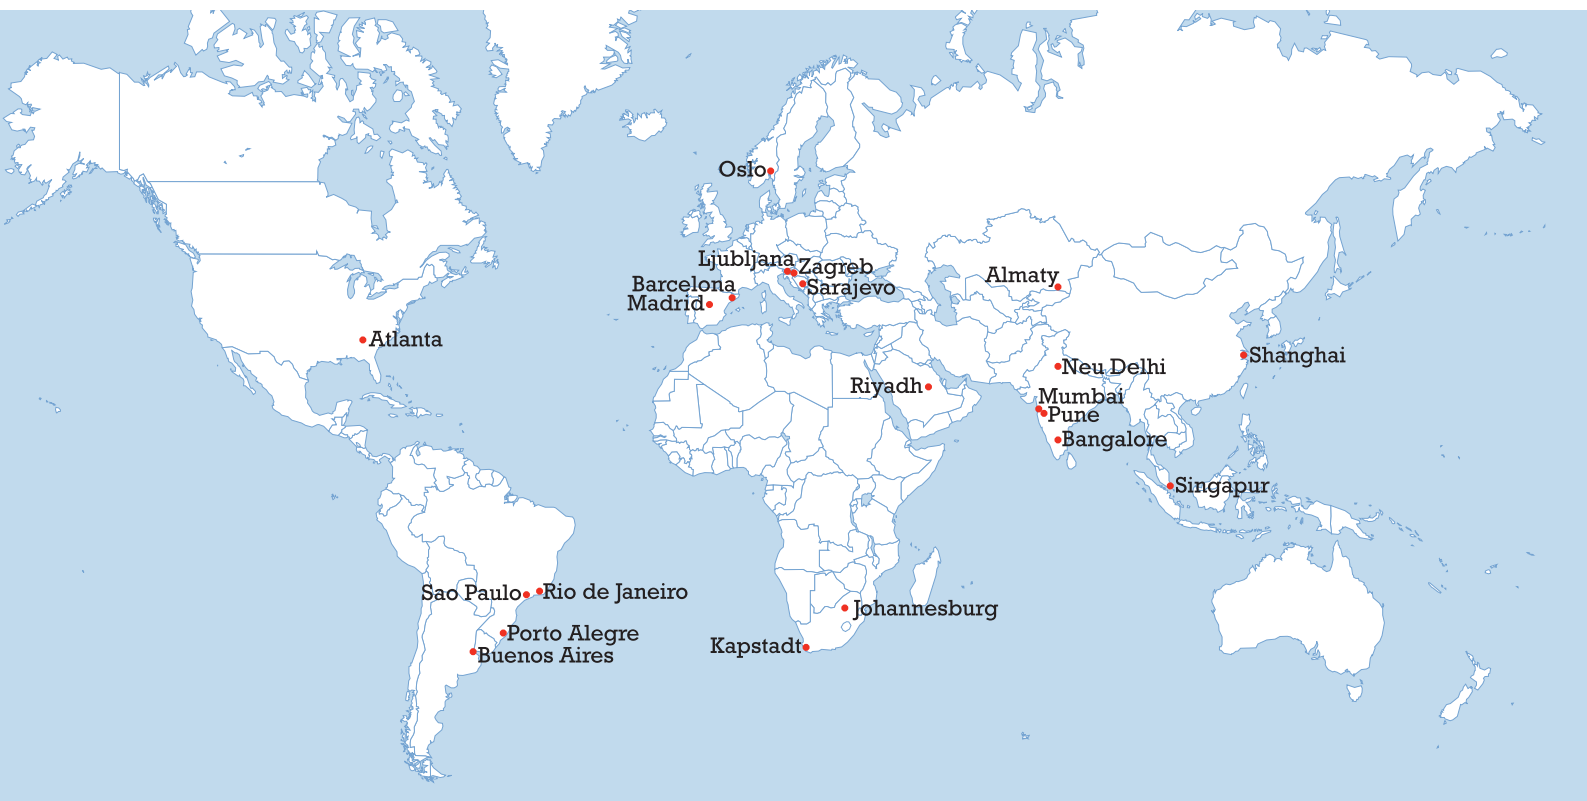 Oslo
Ljubljana
Zagreb
Barcelona
Sarajevo
Madrid
Almaty
Atlanta
Shanghai
Neu Delhi
Riyadh
Mumbai
Pune
Bangalore
Singapur
Sao Paulo
Rio de Janeiro
Johannesburg
Porto Alegre
Kapstadt
Buenos Aires